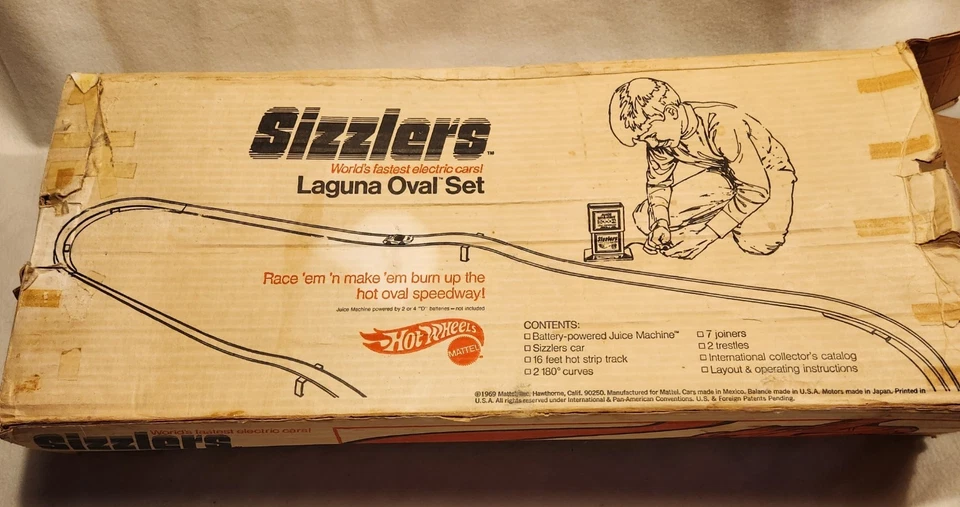 Sizzlers™
World's fastest electric cars!
Laguna Oval™ Set
Sizzlers
Race 'em 'n make 'em burn up the
hot oval speedway!
Juice Machine powered by 2 or 4 "D" batteries—not included
Hot Wheels
MATTEL
CONTENTS:
□ Battery-powered Juice Machine™
□ Sizzlers car
□ 16 feet hot strip track
□ 2 180° curves
□ 7 joiners
□ 2 trestles
□ International collector's catalog
□ Layout & operating instructions
©1969 Mattel, Inc., Hawthorne, Calif. 90250. Manufactured for Mattel. Cars made in Mexico. Balance made in U.S.A. Motors made in Japan. Printed in
U.S.A. All rights reserved under International & Pan-American Conventions. U.S. & Foreign Patents Pending.
Sizzlers
World's fastest electric cars!